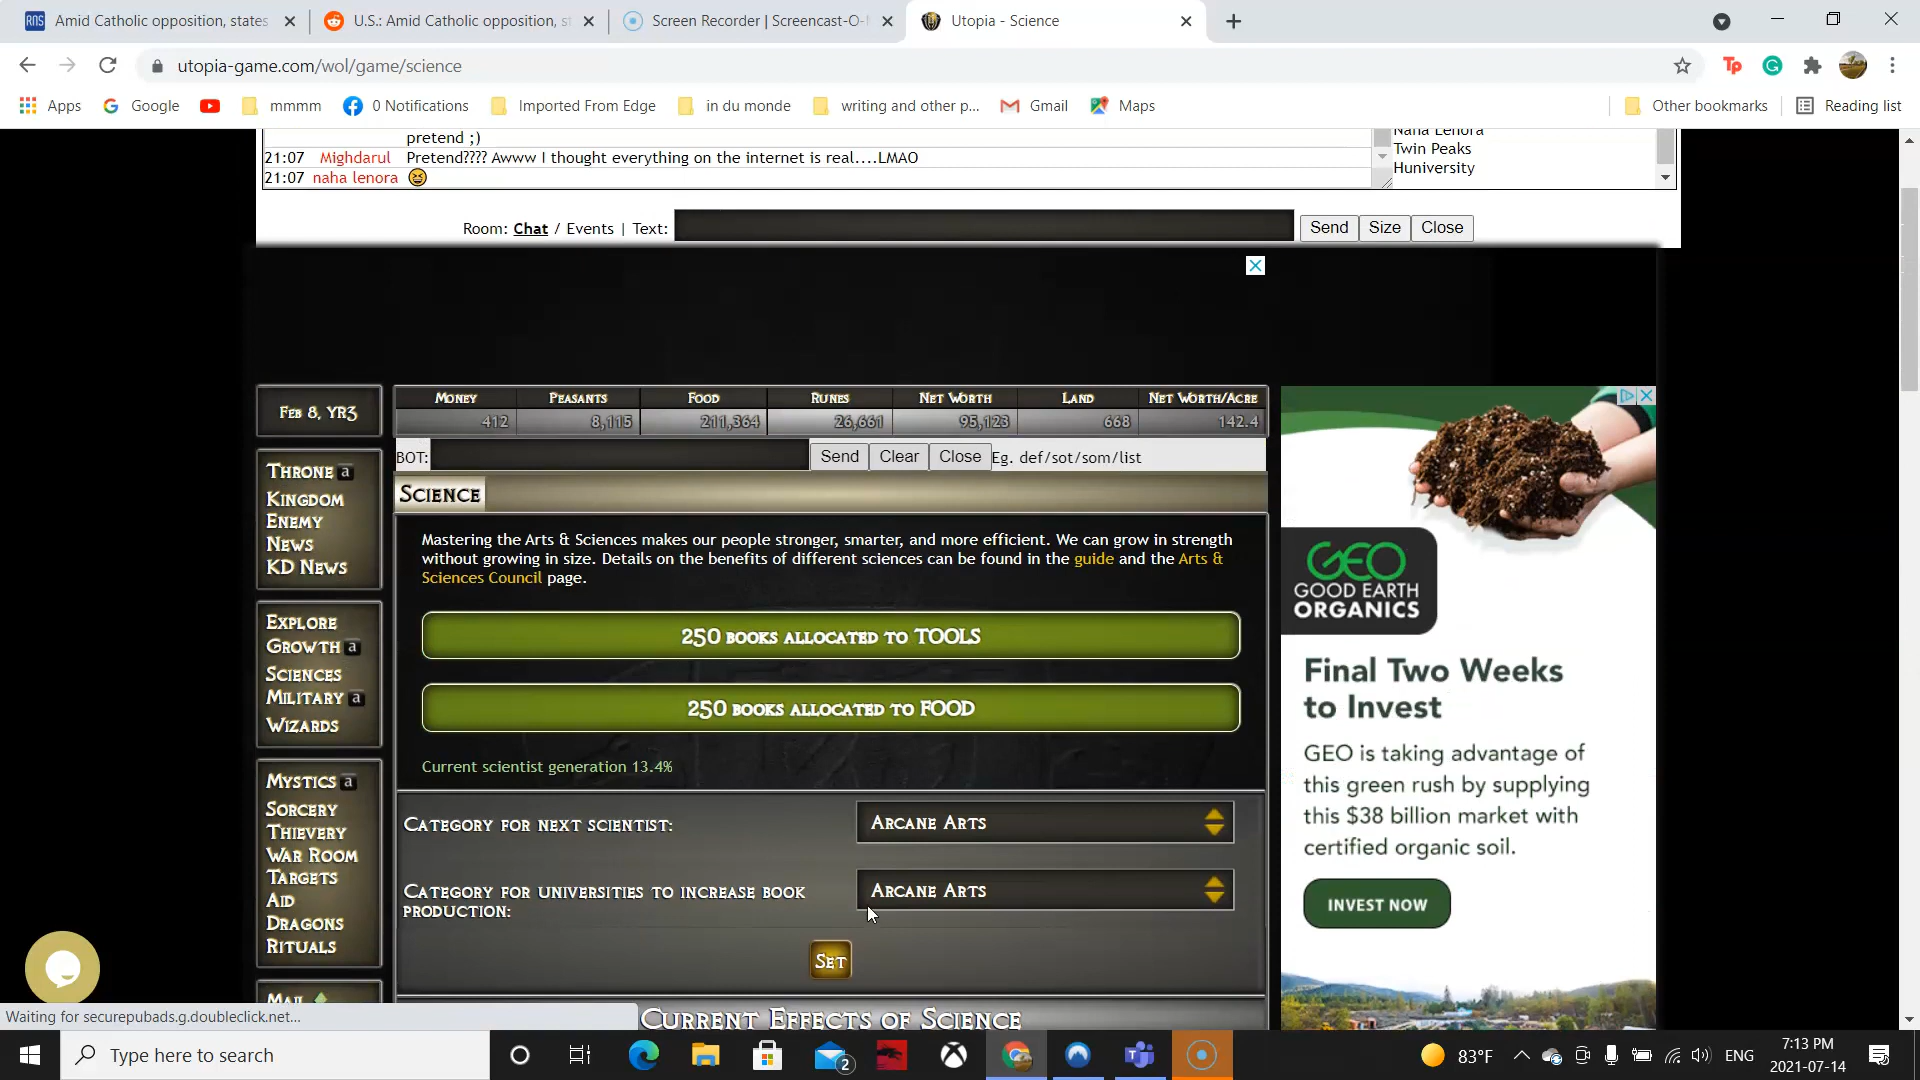 RNS Amid Catholic opposition, states
U.S.: Amid Catholic opposition, s
Screen Recorder | Screencast-O-
Utopia - Science
utopia-game.com/wol/game/science
Tp
Apps
Google
mmmm
0 Notifications
Imported From Edge
in du monde
writing and other p...
Gmail
Maps
Other bookmarks
Reading list
pretend ;)
21:07 Mighdarul Pretend???? Awww I thought everything on the internet is real....LMAO
21:07 naha lenora
Naha Lenora
Twin Peaks
Huniversity
Room: Chat / Events | Text:
Send
Size
Close
Feb 8, YR3
Money Peasants Food Runes Net Worth Land Net Worth/Acre
412 8,115 211,364 26,661 95,123 668 142.4
BOT:
Send
Clear
Close
Eg. def/sot/som/list
Throne a
Kingdom
Enemy
News
KD News
Explore
Growth a
Sciences
Military a
Wizards
Mystics a
Sorcery
Thievery
War Room
Targets
Aid
Dragons
Rituals
Mail
Science
Mastering the Arts & Sciences makes our people stronger, smarter, and more efficient. We can grow in strength
without growing in size. Details on the benefits of different sciences can be found in the guide and the Arts &
Sciences Council page.
250 books allocated to TOOLS
250 books allocated to FOOD
Current scientist generation 13.4%
Category for next scientist:
Arcane Arts
Category for universities to increase book
production:
Arcane Arts
Set
Current Effects of Science
GEO
GOOD EARTH
ORGANICS
Final Two Weeks
to Invest
GEO is taking advantage of
this green rush by supplying
this $38 billion market with
certified organic soil.
INVEST NOW
Waiting for securepubads.g.doubleclick.net...
Type here to search
2
83°F
ENG
7:13 PM
2021-07-14